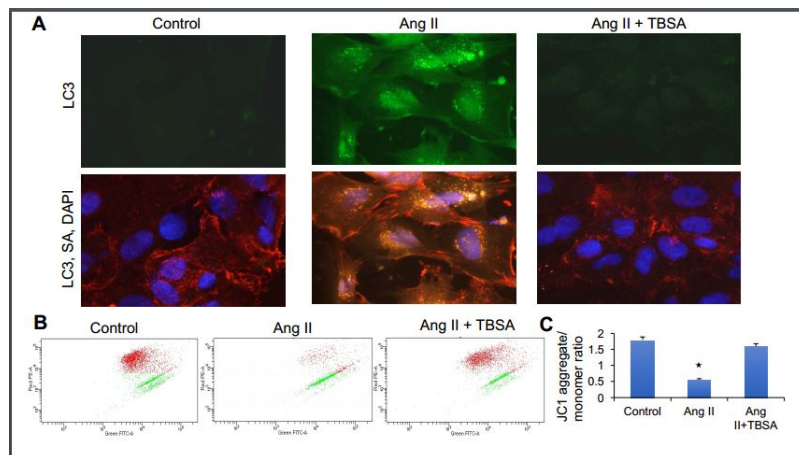 A
Control
Ang II
Ang II + TBSA
LC3
LC3, SA, DAPI
B
Control
Ang II
Ang II + TBSA
C
Red PE-A
Green FITC-A
Green FITC-A
Green FITC-A
JC1 aggregate/
monomer ratio
2
1.5
1
0.5
0
*
Control
Ang II
Ang
II+TBSA